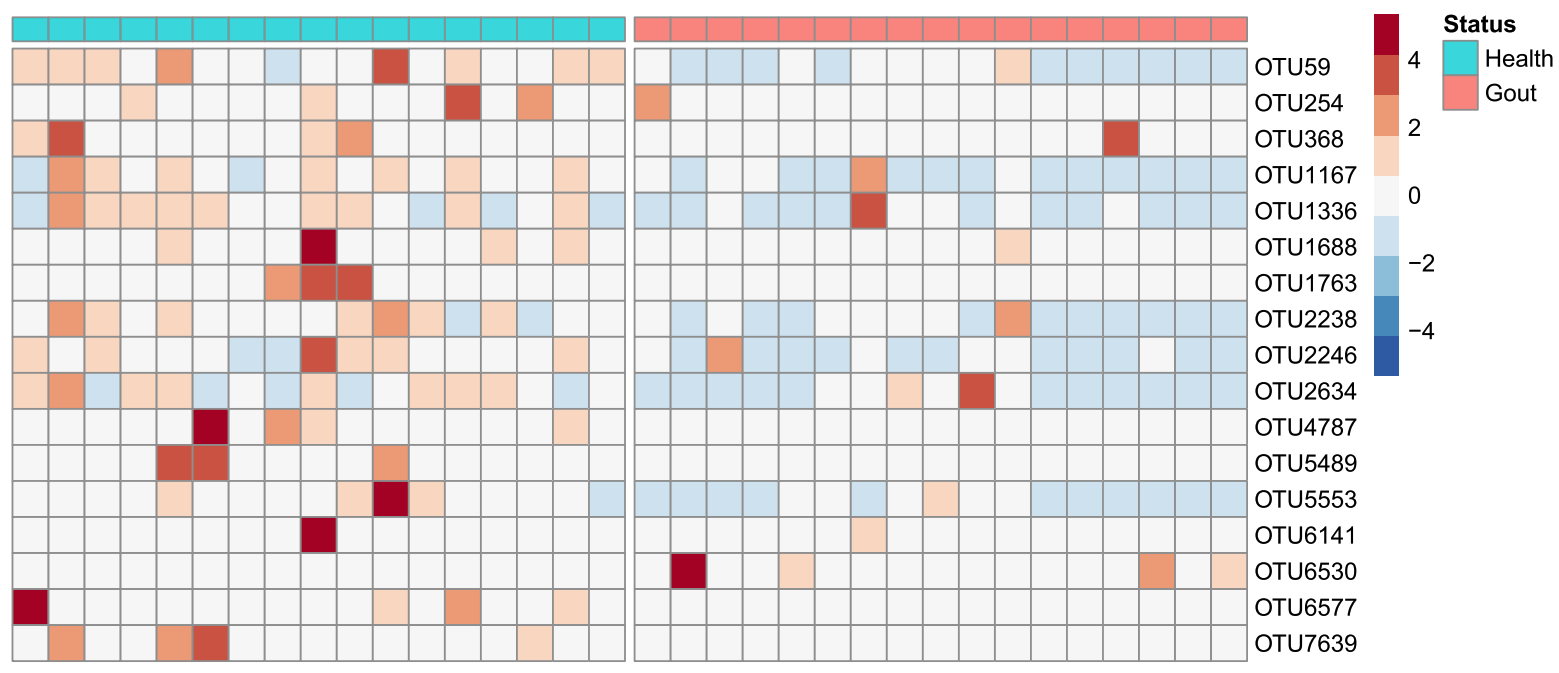 Status
Health
Gout
4
2
0
−2
−4
OTU59
OTU254
OTU368
OTU1167
OTU1336
OTU1688
OTU1763
OTU2238
OTU2246
OTU2634
OTU4787
OTU5489
OTU5553
OTU6141
OTU6530
OTU6577
OTU7639